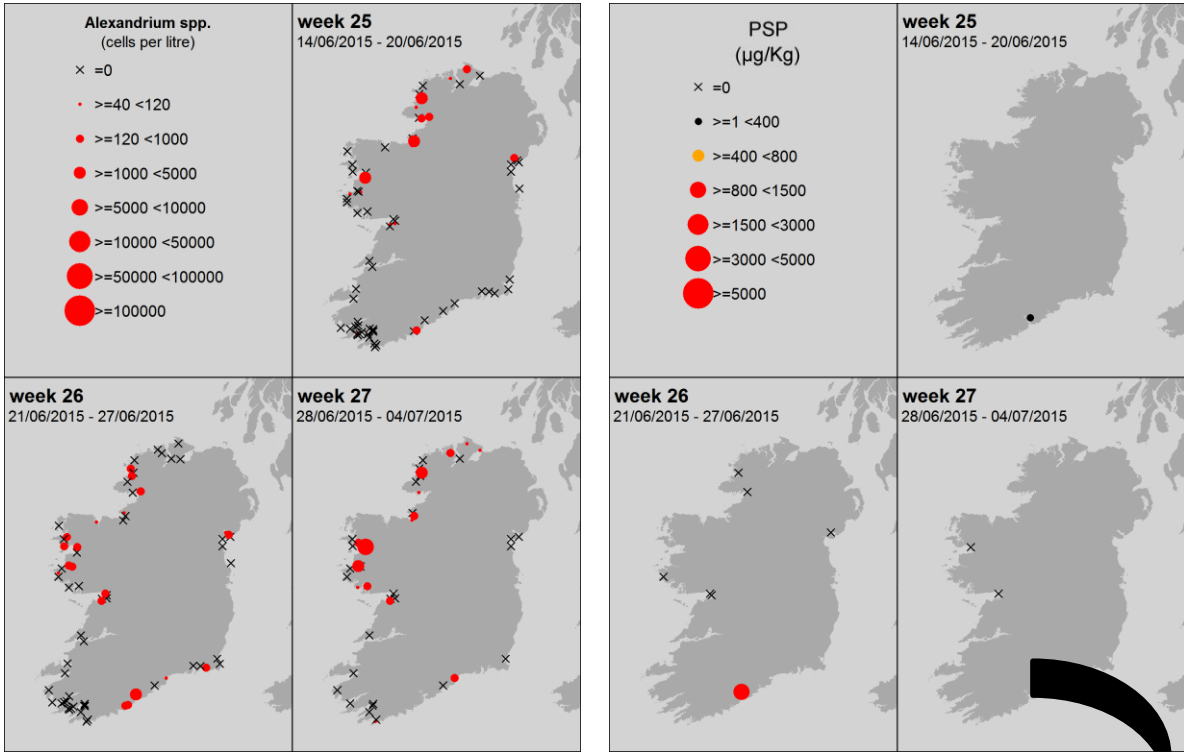 Alexandrium spp.
(cells per litre)
=0
>=40 <120
>=120 <1000
>=1000 <5000
>=5000 <10000
>=10000 <50000
>=50000 <100000
>=100000
week 25
14/06/2015 - 20/06/2015
week 26
21/06/2015 - 27/06/2015
week 27
28/06/2015 - 04/07/2015
PSP
(µg/Kg)
=0
>=1 <400
>=400 <800
>=800 <1500
>=1500 <3000
>=3000 <5000
>=5000
week 25
14/06/2015 - 20/06/2015
week 26
21/06/2015 - 27/06/2015
week 27
28/06/2015 - 04/07/2015